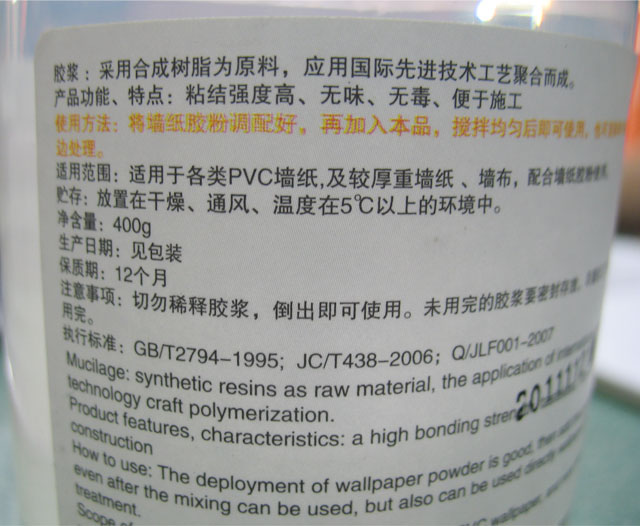 胶浆：采用合成树脂为原料，应用国际先进技术工艺聚合而成。
产品功能、特点：粘结强度高、无味、无毒、便于施工
使用方法：将墙纸胶粉调配好，再加入本品，搅拌均匀后即可使用，
边处理。
适用范围：适用于各类PVC墙纸,及较厚重墙纸、墙布，配合墙纸胶粉使用。
贮存：放置在干燥、通风、温度在5℃以上的环境中。
净含量：400g
生产日期：见包装
保质期：12个月
注意事项：切勿稀释胶浆，倒出即可使用。未用完的胶浆要密封存放，
用完。
执行标准：GB/T2794-1995；JC/T438-2006；Q/JLF001-2007
Mucilage: synthetic resins as raw material, the application of
technology craft polymerization.
Product features, characteristics: a high bonding
construction
How to use: The deployment of wallpaper powder is good, then
even after the mixing can be used, but also can be used directly
treatment.
Scope
wallpaper, and